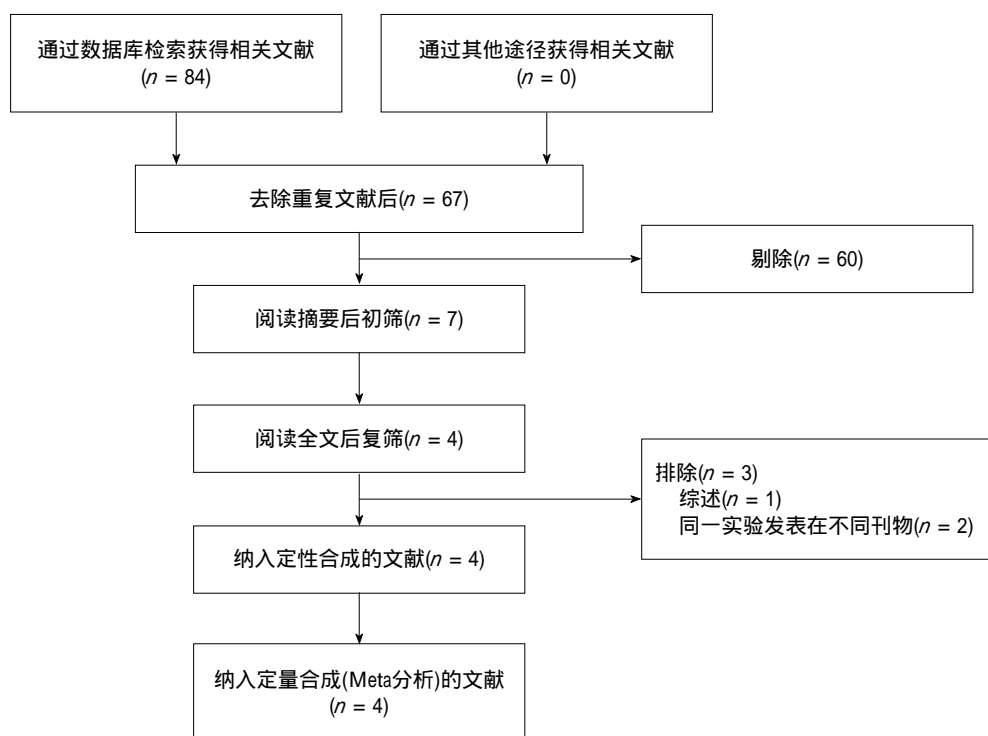 通过数据库检索获得相关文献
(n = 84)
通过其他途径获得相关文献
(n = 0)
去除重复文献后(n = 67)
剔除(n = 60)
阅读摘要后初筛(n = 7)
阅读全文后复筛(n = 4)
排除(n = 3)
综述(n = 1)
同一实验发表在不同刊物(n = 2)
纳入定性合成的文献(n = 4)
纳入定量合成(Meta分析)的文献
(n = 4)